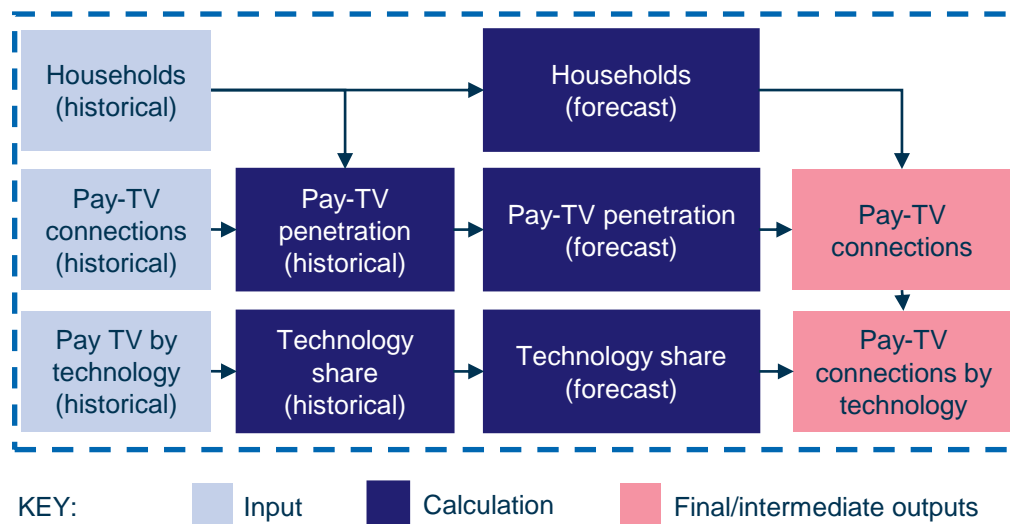 Households
(historical)
Households
(forecast)
Pay-TV
connections
(historical)
Pay-TV
penetration
(historical)
Pay-TV penetration
(forecast)
Pay-TV
connections
Pay TV by
technology
(historical)
Technology
share
(historical)
Technology share
(forecast)
Pay-TV
connections by
technology
KEY:
Input
Calculation
Final/intermediate outputs